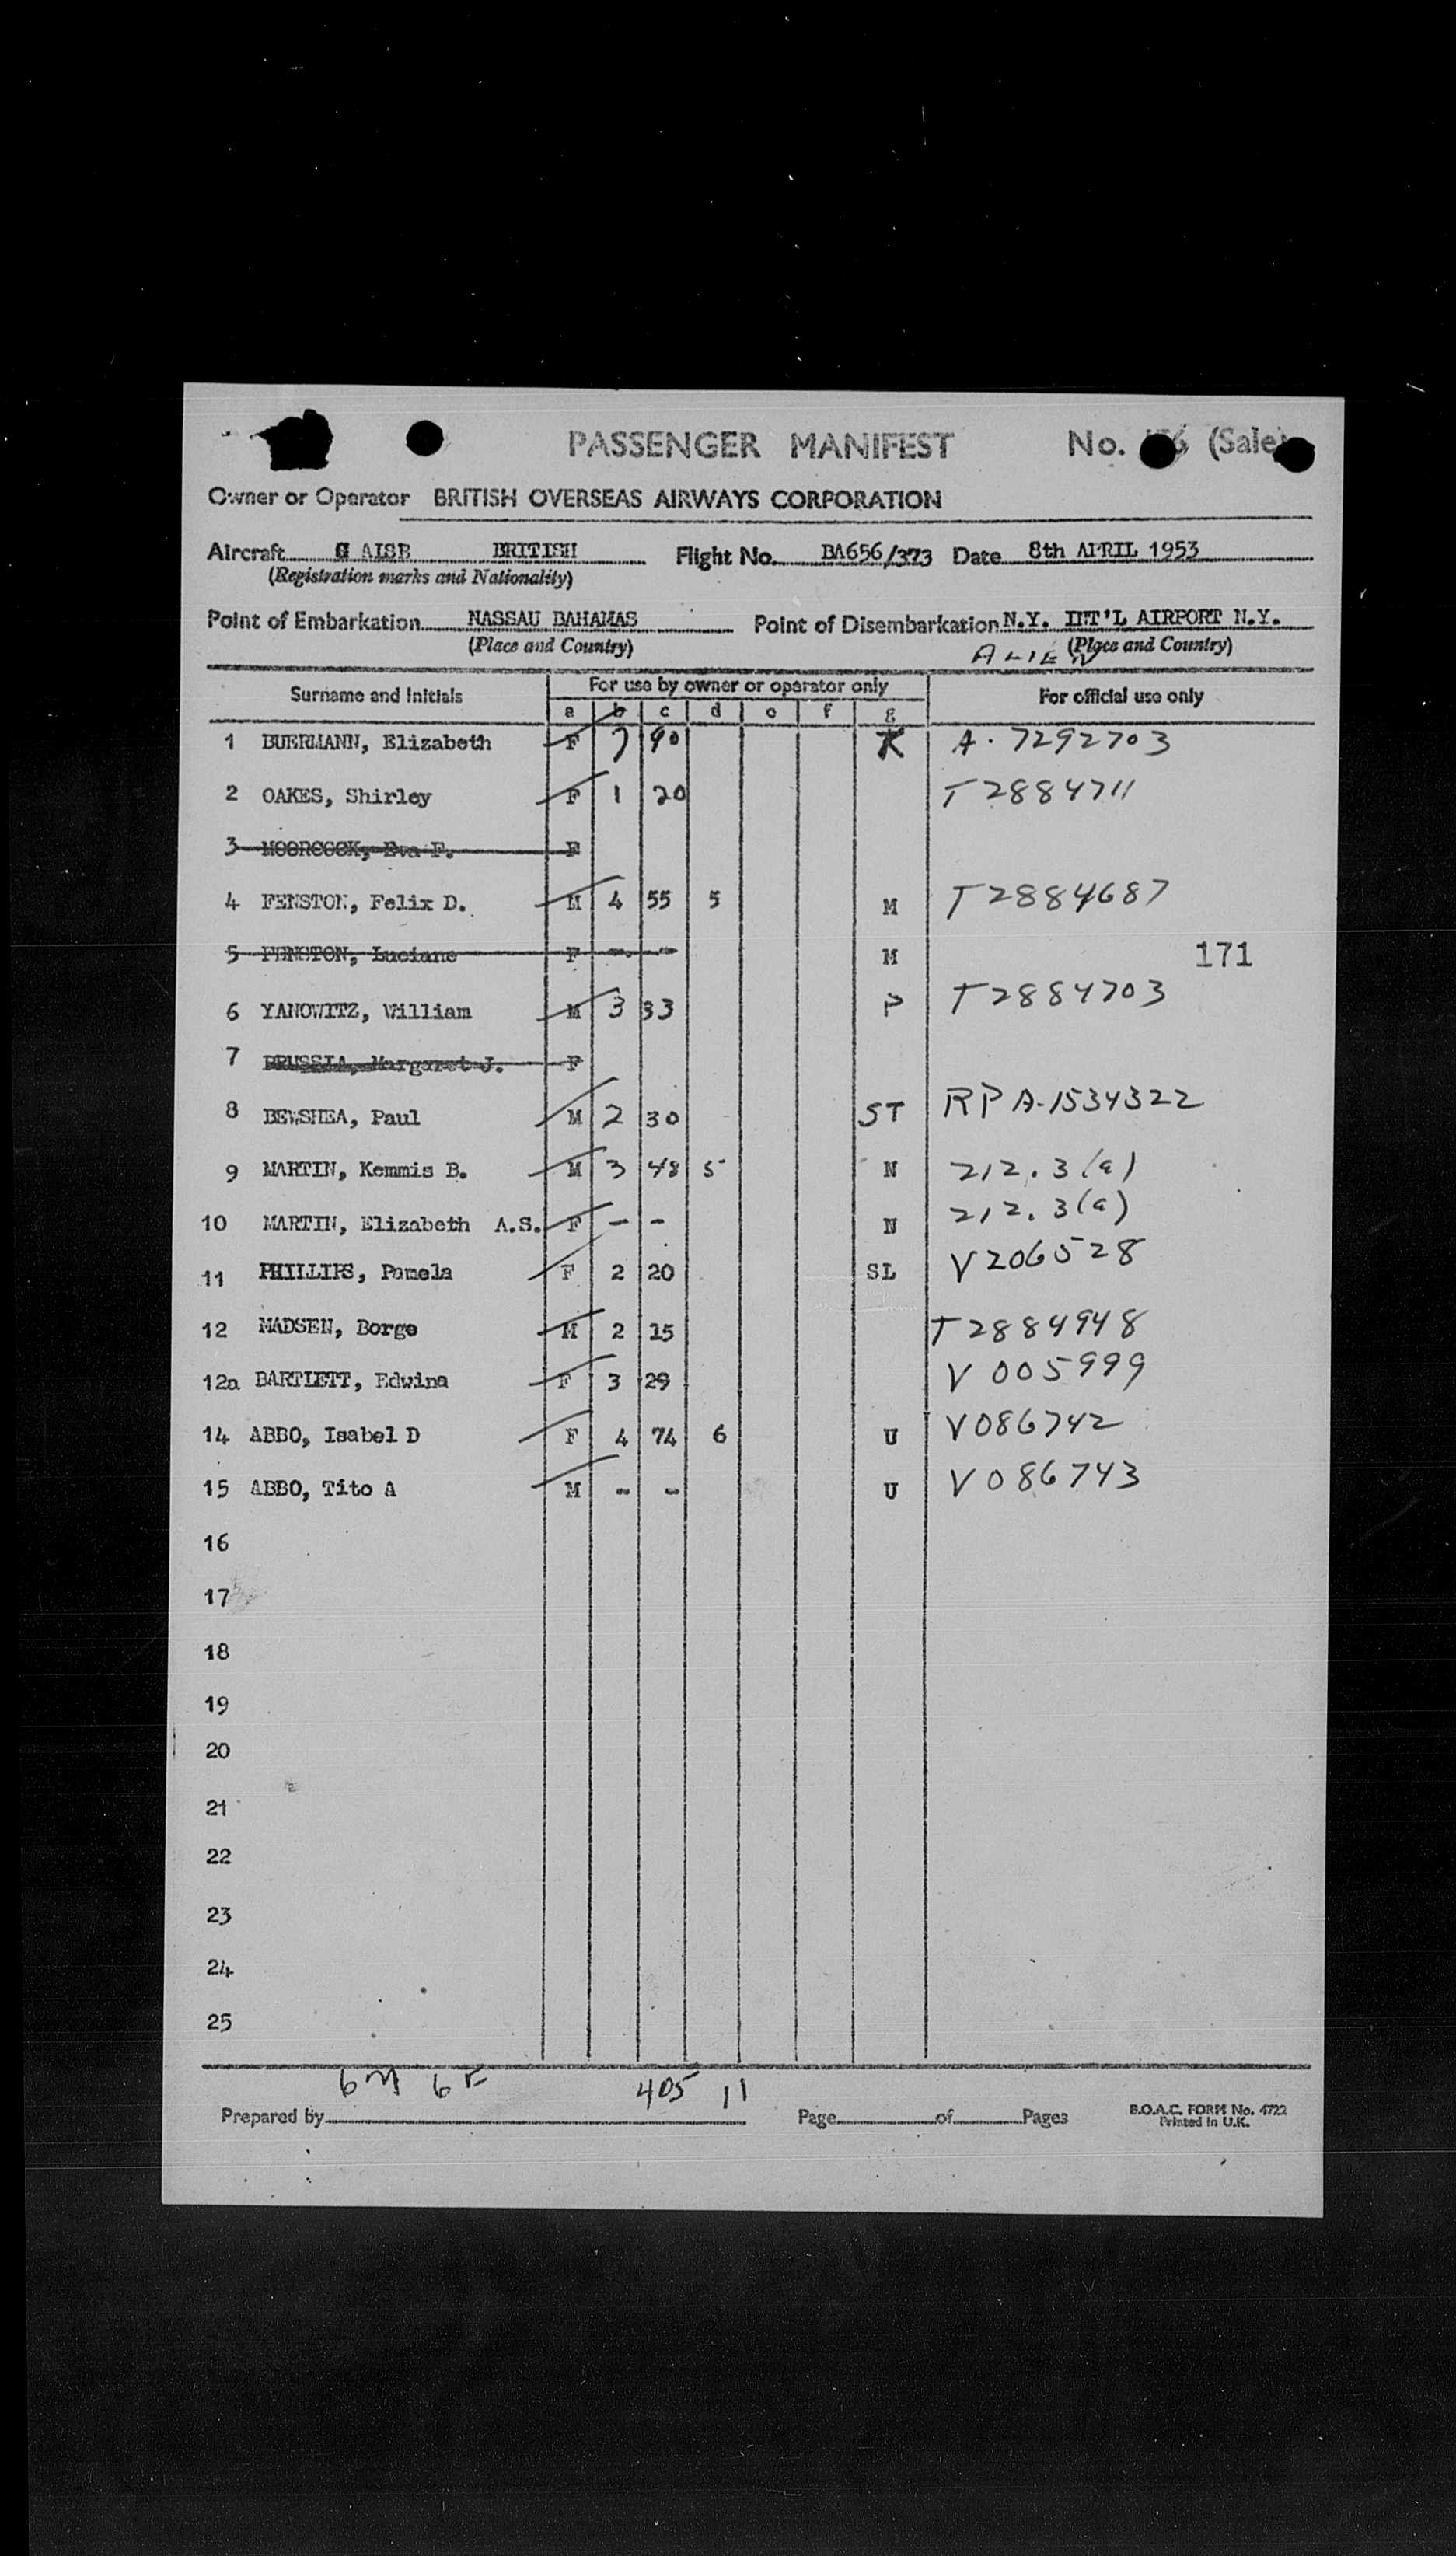 PASSENGER MANIFEST No. (Sale)
Owner or Operator BRITISH OVERSEAS AIRWAYS CORPORATION
Aircraft G AISB BRITISH Flight No. BA656/373 Date 8th APRIL 1953
(Registration marks and Nationality)
Point of Embarkation NASSAU BAHAMAS Point of Disembarkation N.Y. INT'L AIRPORT N.Y.
(Place and Country) (Place and Country)
ALIEN
Surname and Initials For use by owner or operator only For official use only
a b c d e f g
1 BUERMANN, Elizabeth F 7 90 K A. 7292703
2 OAKES, Shirley F 1 20 T2884711
3 MOORCOCK, Eva F. F
4 FENSTON, Felix D. M 4 55 5 M T2884687
5 FENSTON, Luciane F - - M
171
6 YANOWITZ, William M 3 33 P T2884703
7 BRUSSIA, Margaret J. F
8 BEWSHEA, Paul M 2 30 ST RP A-1534322
9 MARTIN, Kemmis B. M 3 48 5 N 212.3(a)
10 MARTIN, Elizabeth A.S. F - - N 212.3(a)
11 PHILLIPS, Pamela F 2 20 SL V206528
12 MADSEN, Borge M 2 15 T2884948
12a BARTLETT, Edwina F 3 29 V 005999
14 ABBO, Isabel D F 4 74 6 U V086742
15 ABBO, Tito A M - - U V086743
16
17
18
19
20
21
22
23
24
25
6M 6F 405 11
Prepared by Page of Pages B.O.A.C. FORM No. 4722
Printed in U.K.